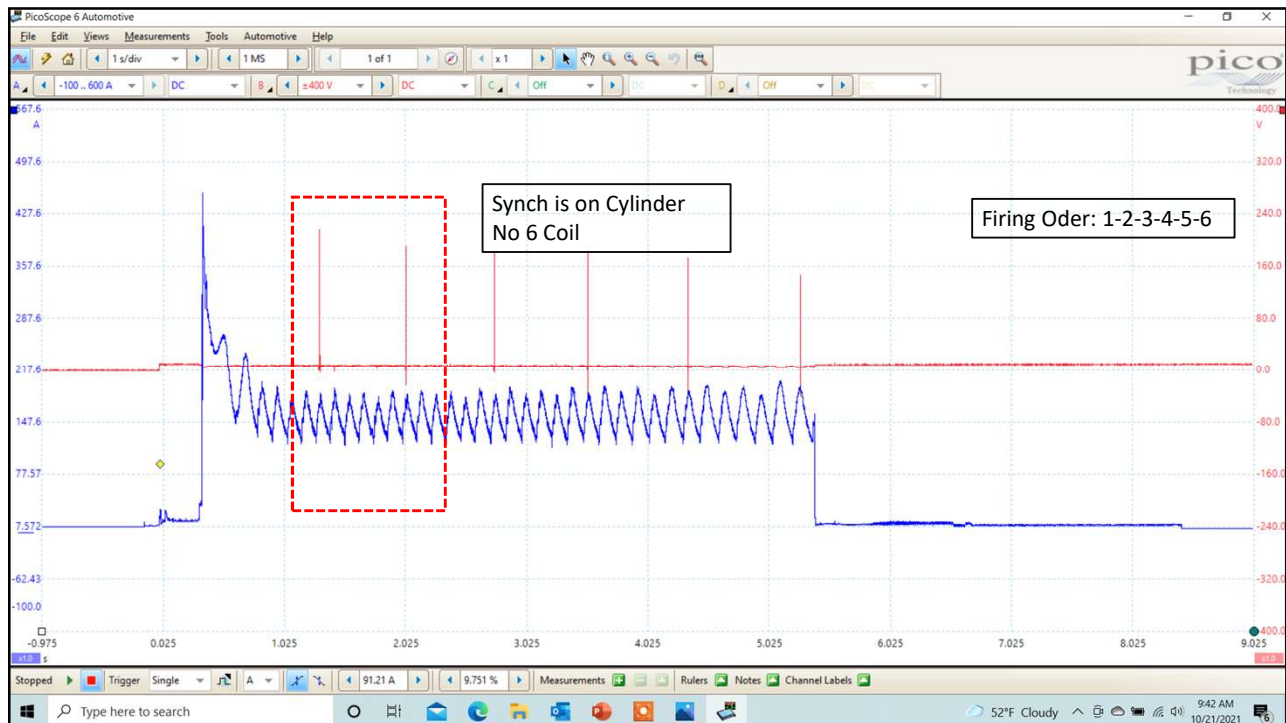 PicoScope 6 Automotive
File Edit Views Measurements Tools Automotive Help
1 s/div 1 MS 1 of 1 x 1
pico
Technology
A -100 .. 600 A DC B ±400 V DC C Off DC D Off DC
567.6 400.0
A V
497.6 320.0
Synch is on Cylinder
No 6 Coil
Firing Oder: 1-2-3-4-5-6
427.6 240.0
357.6 160.0
287.6 80.0
217.6 0.0
147.6 -80.0
77.57 -160.0
7.572 -240.0
-62.43 -320.0
-100.0
-400.0
-0.975 0.025 1.025 2.025 3.025 4.025 5.025 6.025 7.025 8.025 9.025
x1.0 s x1.0
Stopped Trigger Single A 91.21 A 9.751 % Measurements Rulers Notes Channel Labels
Type here to search 52°F Cloudy 9:42 AM
10/21/2021